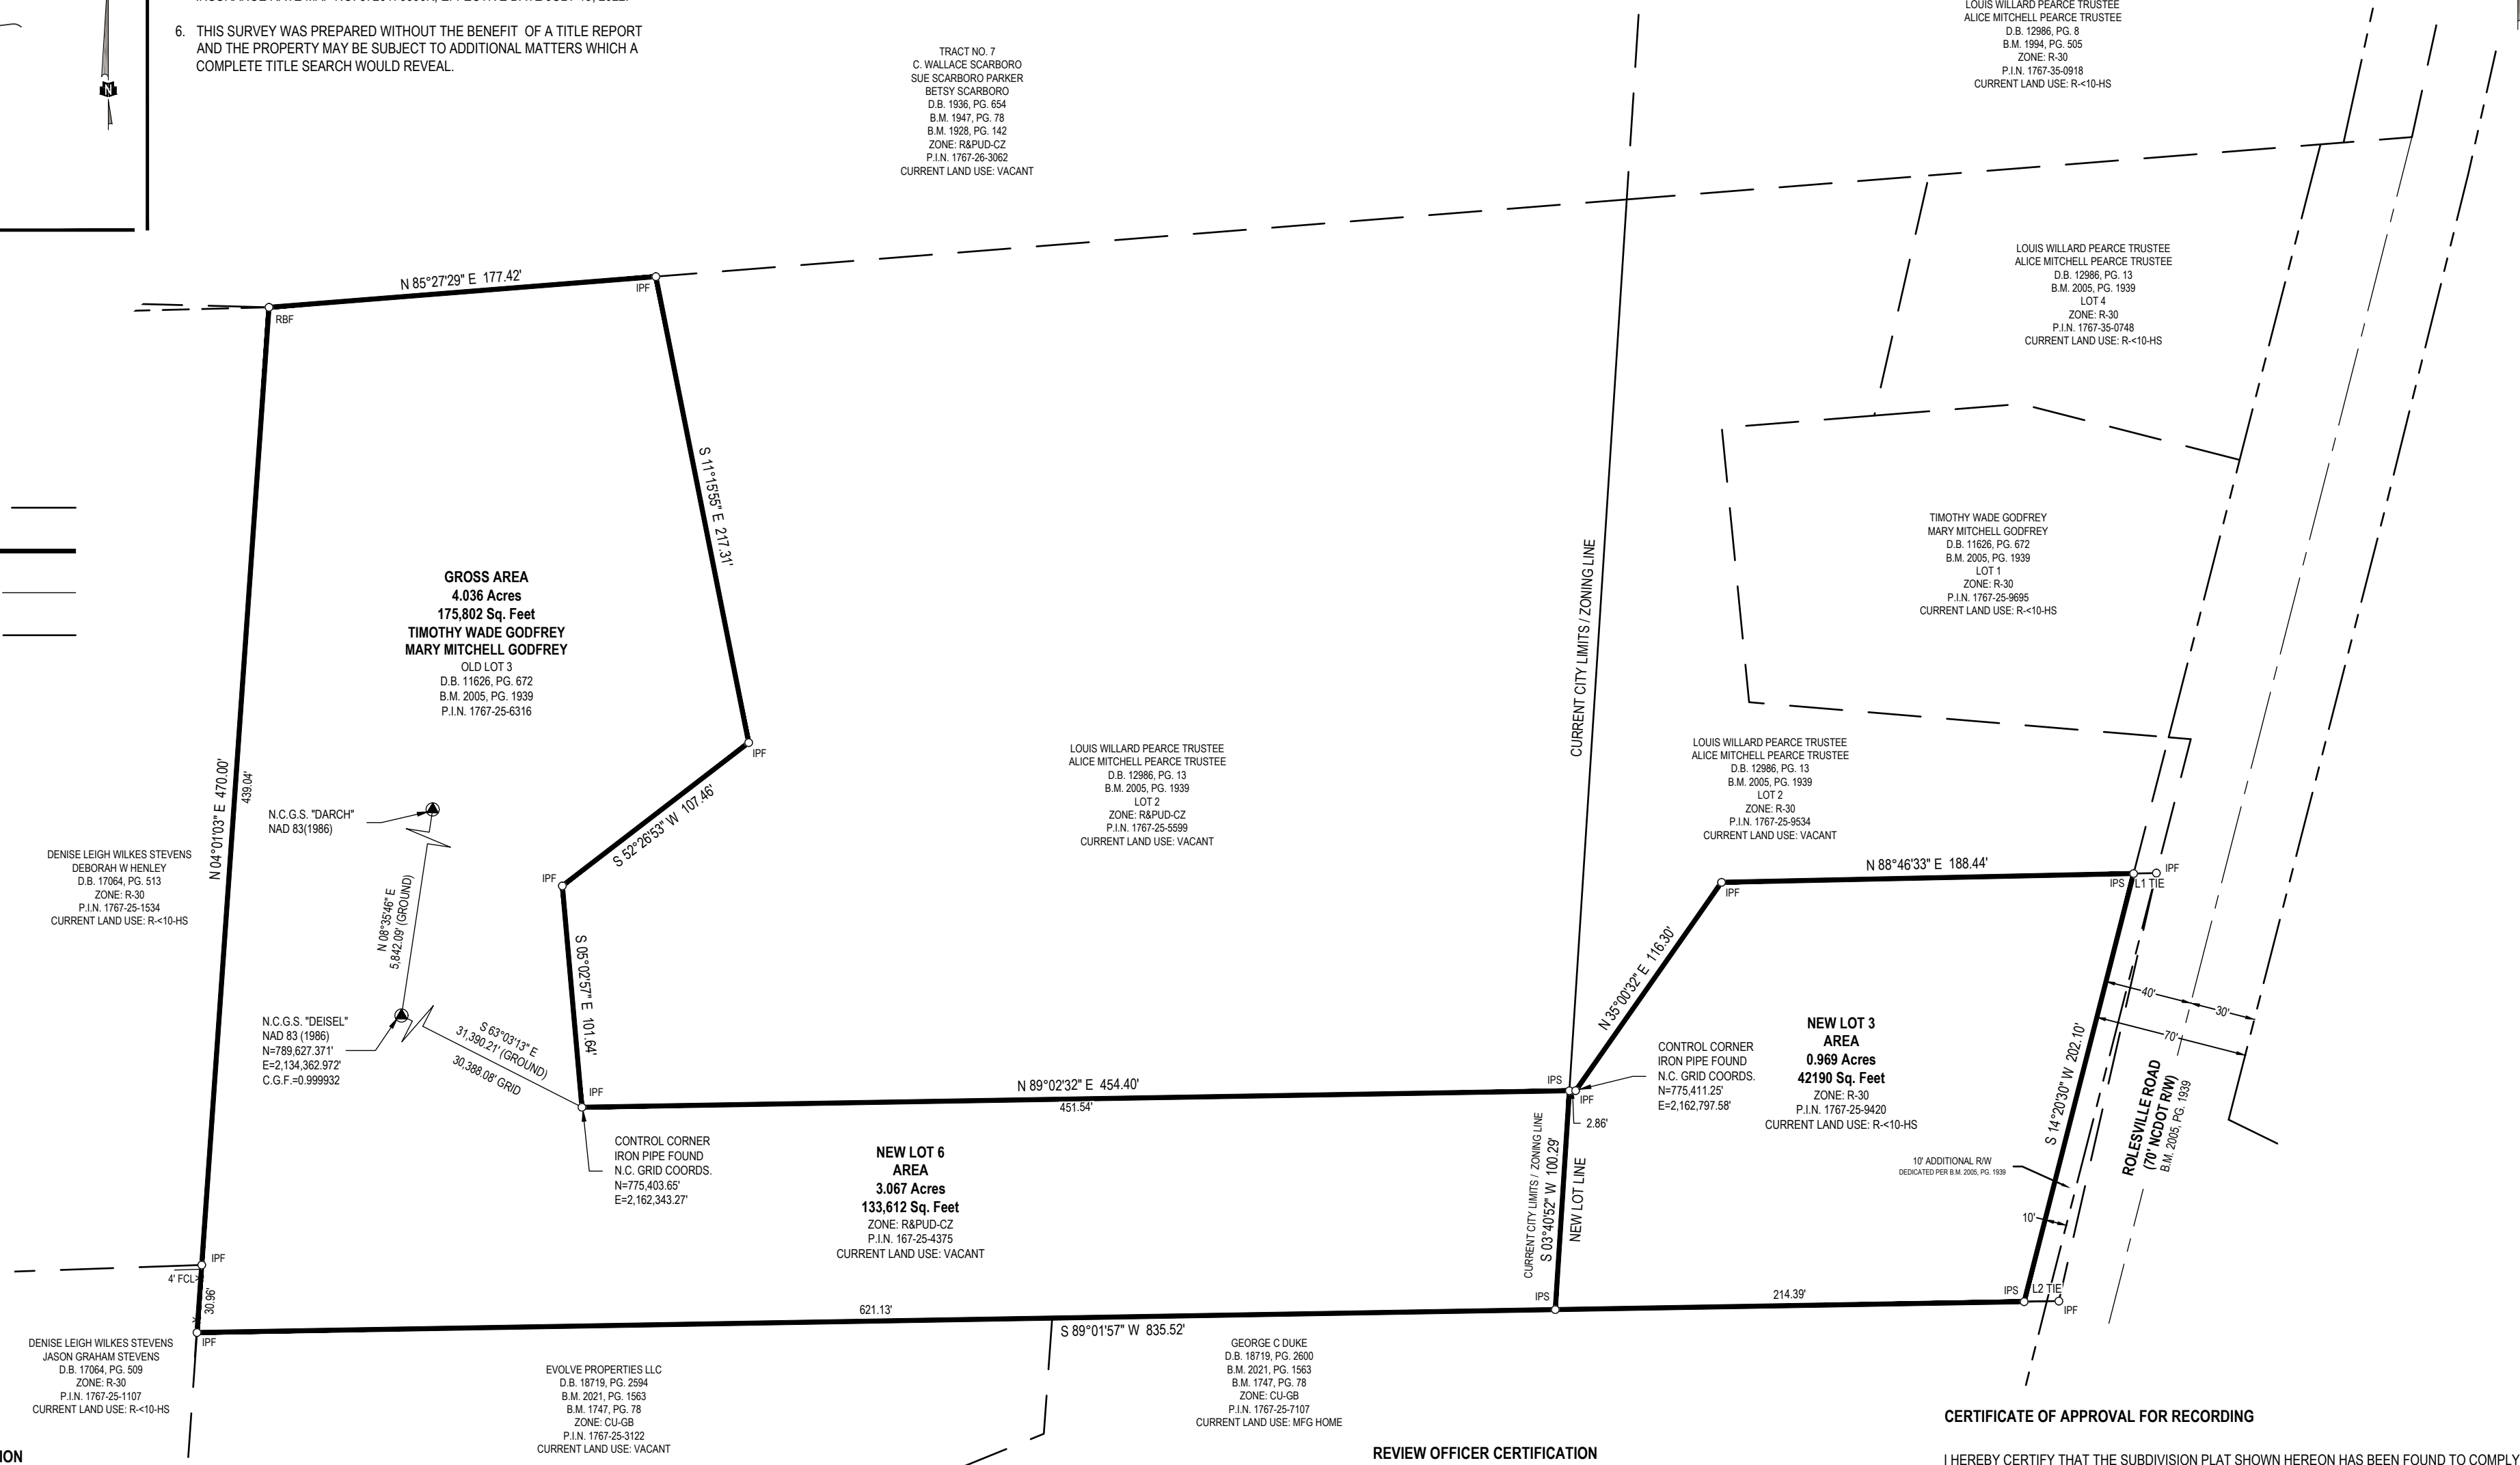 6. THIS SURVEY WAS PREPARED WITHOUT THE BENEFIT OF A TITLE REPORT
AND THE PROPERTY MAY BE SUBJECT TO ADDITIONAL MATTERS WHICH A
COMPLETE TITLE SEARCH WOULD REVEAL.
N
TRACT NO. 7
C. WALLACE SCARBORO
SUE SCARBORO PARKER
BETSY SCARBORO
D.B. 1936, PG. 654
B.M. 1947, PG. 78
B.M. 1928, PG. 142
ZONE: R&PUD-CZ
P.I.N. 1767-26-3062
CURRENT LAND USE: VACANT
LOUIS WILLARD PEARCE TRUSTEE
ALICE MITCHELL PEARCE TRUSTEE
D.B. 12986, PG. 8
B.M. 1994, PG. 505
ZONE: R-30
P.I.N. 1767-35-0918
CURRENT LAND USE: R-<10-HS
LOUIS WILLARD PEARCE TRUSTEE
ALICE MITCHELL PEARCE TRUSTEE
D.B. 12986, PG. 13
B.M. 2005, PG. 1939
LOT 4
ZONE: R-30
P.I.N. 1767-35-0748
CURRENT LAND USE: R-<10-HS
N 85°27'29" E 177.42'
IPF
RBF
S 11°15'55" E 217.31'
CURRENT CITY LIMITS / ZONING LINE
TIMOTHY WADE GODFREY
MARY MITCHELL GODFREY
D.B. 11626, PG. 672
B.M. 2005, PG. 1939
LOT 1
ZONE: R-30
P.I.N. 1767-25-9695
CURRENT LAND USE: R-<10-HS
GROSS AREA
4.036 Acres
175,802 Sq. Feet
TIMOTHY WADE GODFREY
MARY MITCHELL GODFREY
OLD LOT 3
D.B. 11626, PG. 672
B.M. 2005, PG. 1939
P.I.N. 1767-25-6316
IPF
N 04°01'03" E 470.00'
439.04'
N.C.G.S. "DARCH"
NAD 83(1986)
S 52°26'53" W 107.46'
LOUIS WILLARD PEARCE TRUSTEE
ALICE MITCHELL PEARCE TRUSTEE
D.B. 12986, PG. 13
B.M. 2005, PG. 1939
LOT 2
ZONE: R&PUD-CZ
P.I.N. 1767-25-5599
CURRENT LAND USE: VACANT
LOUIS WILLARD PEARCE TRUSTEE
ALICE MITCHELL PEARCE TRUSTEE
D.B. 12986, PG. 13
B.M. 2005, PG. 1939
LOT 2
ZONE: R-30
P.I.N. 1767-25-9534
CURRENT LAND USE: VACANT
DENISE LEIGH WILKES STEVENS
DEBORAH W HENLEY
D.B. 17064, PG. 513
ZONE: R-30
P.I.N. 1767-25-1534
CURRENT LAND USE: R-<10-HS
IPF
N 88°46'33" E 188.44'
IPF
IPS
L1 TIE
IPF
N 08°35'46" E
5,842.09' (GROUND)
S 05°02'57" E 101.64'
N 35°00'32" E 116.30'
N.C.G.S. "DEISEL"
NAD 83 (1986)
N=789,627.371'
E=2,134,362.972'
C.G.F.=0.999932
S 63°03'13" E
31,390.21' (GROUND)
30,388.08' GRID
40'
30'
70'
NEW LOT 3
AREA
0.969 Acres
42190 Sq. Feet
ZONE: R-30
P.I.N. 1767-25-9420
CURRENT LAND USE: R-<10-HS
CONTROL CORNER
IRON PIPE FOUND
N.C. GRID COORDS.
N=775,411.25'
E=2,162,797.58'
S 14°20'30" W 202.10'
ROLESVILLE ROAD
(70' NCDOT R/W)
B.M. 2005, PG. 1939
IPF
N 89°02'32" E 454.40'
451.54'
IPS
IPF
2.86'
CONTROL CORNER
IRON PIPE FOUND
N.C. GRID COORDS.
N=775,403.65'
E=2,162,343.27'
NEW LOT 6
AREA
3.067 Acres
133,612 Sq. Feet
ZONE: R&PUD-CZ
P.I.N. 167-25-4375
CURRENT LAND USE: VACANT
CURRENT CITY LIMITS / ZONING LINE
S 03°40'52" W 100.29'
NEW LOT LINE
10' ADDITIONAL R/W
DEDICATED PER B.M. 2005, PG. 1939
10'
IPF
4' FCL
30.96'
IPF
621.13'
IPS
214.39'
IPS
L2 TIE
IPF
S 89°01'57" W 835.52'
DENISE LEIGH WILKES STEVENS
JASON GRAHAM STEVENS
D.B. 17064, PG. 509
ZONE: R-30
P.I.N. 1767-25-1107
CURRENT LAND USE: R-<10-HS
EVOLVE PROPERTIES LLC
D.B. 18719, PG. 2594
B.M. 2021, PG. 1563
B.M. 1747, PG. 78
ZONE: CU-GB
P.I.N. 1767-25-3122
CURRENT LAND USE: VACANT
GEORGE C DUKE
D.B. 18719, PG. 2600
B.M. 2021, PG. 1563
B.M. 1747, PG. 78
ZONE: CU-GB
P.I.N. 1767-25-7107
CURRENT LAND USE: MFG HOME
CERTIFICATE OF APPROVAL FOR RECORDING
ION
REVIEW OFFICER CERTIFICATION
I HEREBY CERTIFY THAT THE SUBDIVISION PLAT SHOWN HEREON HAS BEEN FOUND TO COMPLY